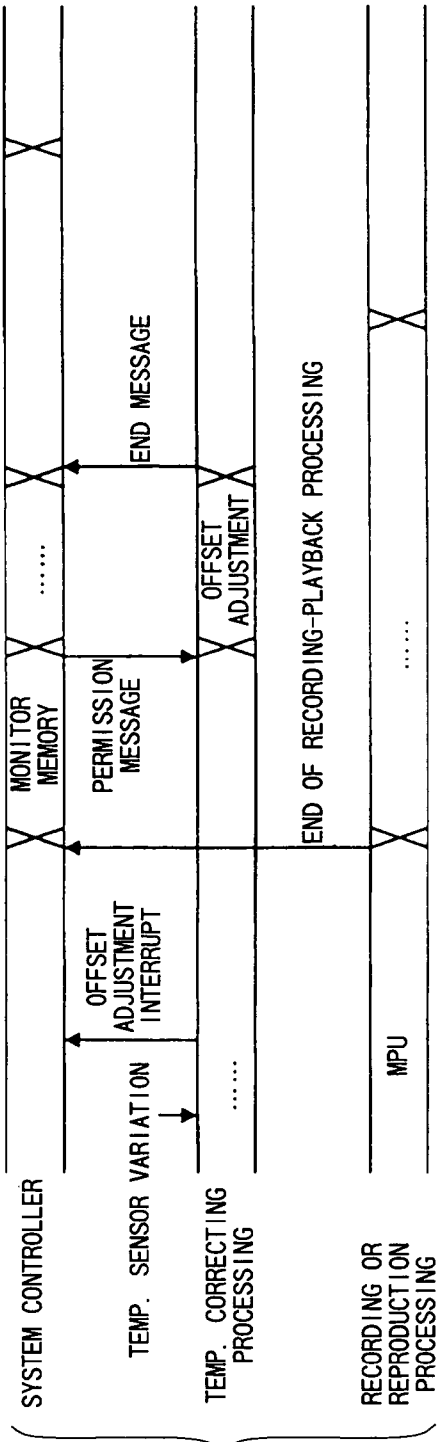 SYSTEM CONTROLLER
MONITOR
MEMORY
......
TEMP. SENSOR VARIATION
OFFSET
ADJUSTMENT
INTERRUPT
PERMISSION
MESSAGE
END MESSAGE
TEMP. CORRECTING
PROCESSING
......
OFFSET
ADJUSTMENT
END OF RECORDING-PLAYBACK PROCESSING
RECORDING OR
REPRODUCTION
PROCESSING
MPU
......